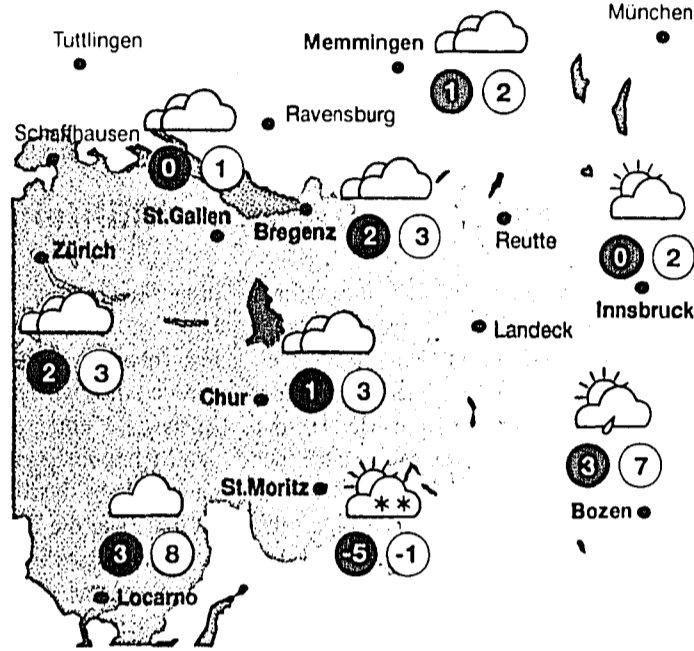 München
Tuttlingen
Memmingen
1 2
Ravensburg
Schaffhausen
0 1
St.Gallen
Bregenz
2 3
Reutte
Zürich
0 2
Innsbruck
Landeck
2 3
Chur
1 3
3 7
St.Moritz
Bozen
3 8
-5 -1
Locarno